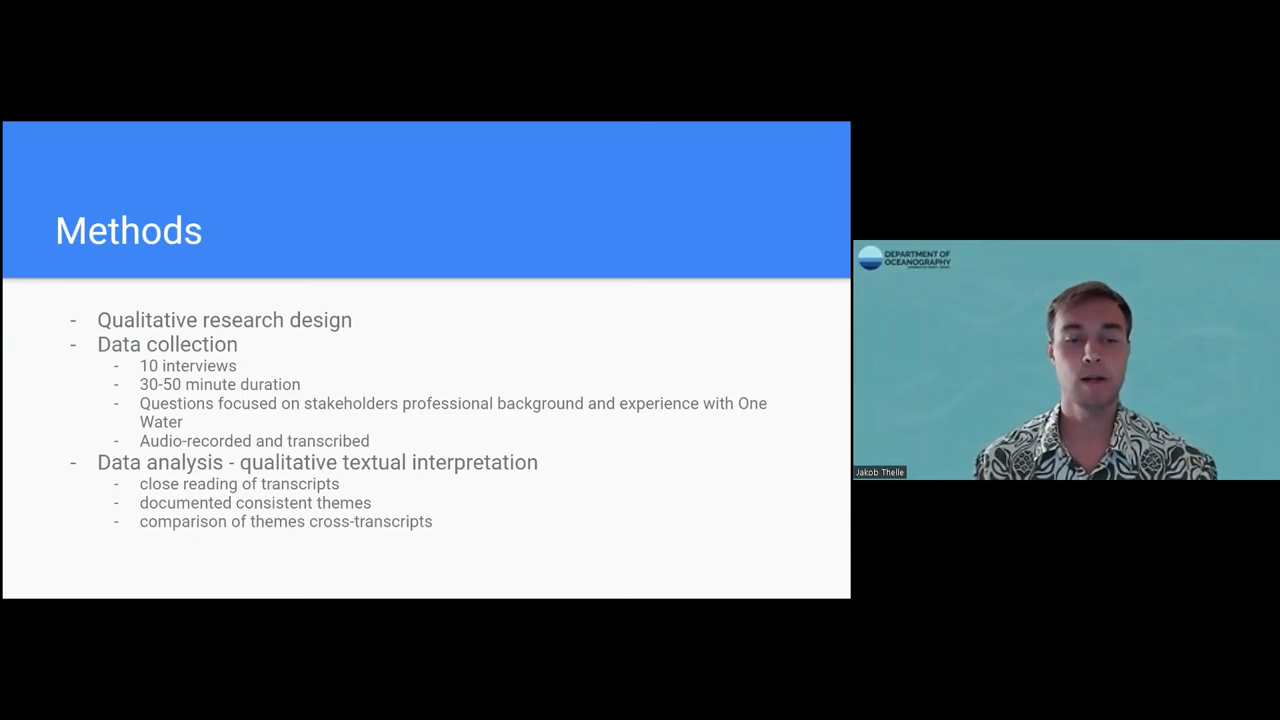 Methods
- Qualitative research design
- Data collection
- 10 interviews
- 30-50 minute duration
- Questions focused on stakeholders professional background and experience with One
Water
- Audio-recorded and transcribed
- Data analysis - qualitative textual interpretation
- close reading of transcripts
- documented consistent themes
- comparison of themes cross-transcripts
DEPARTMENT OF
OCEANOGRAPHY
Jakob Thelle